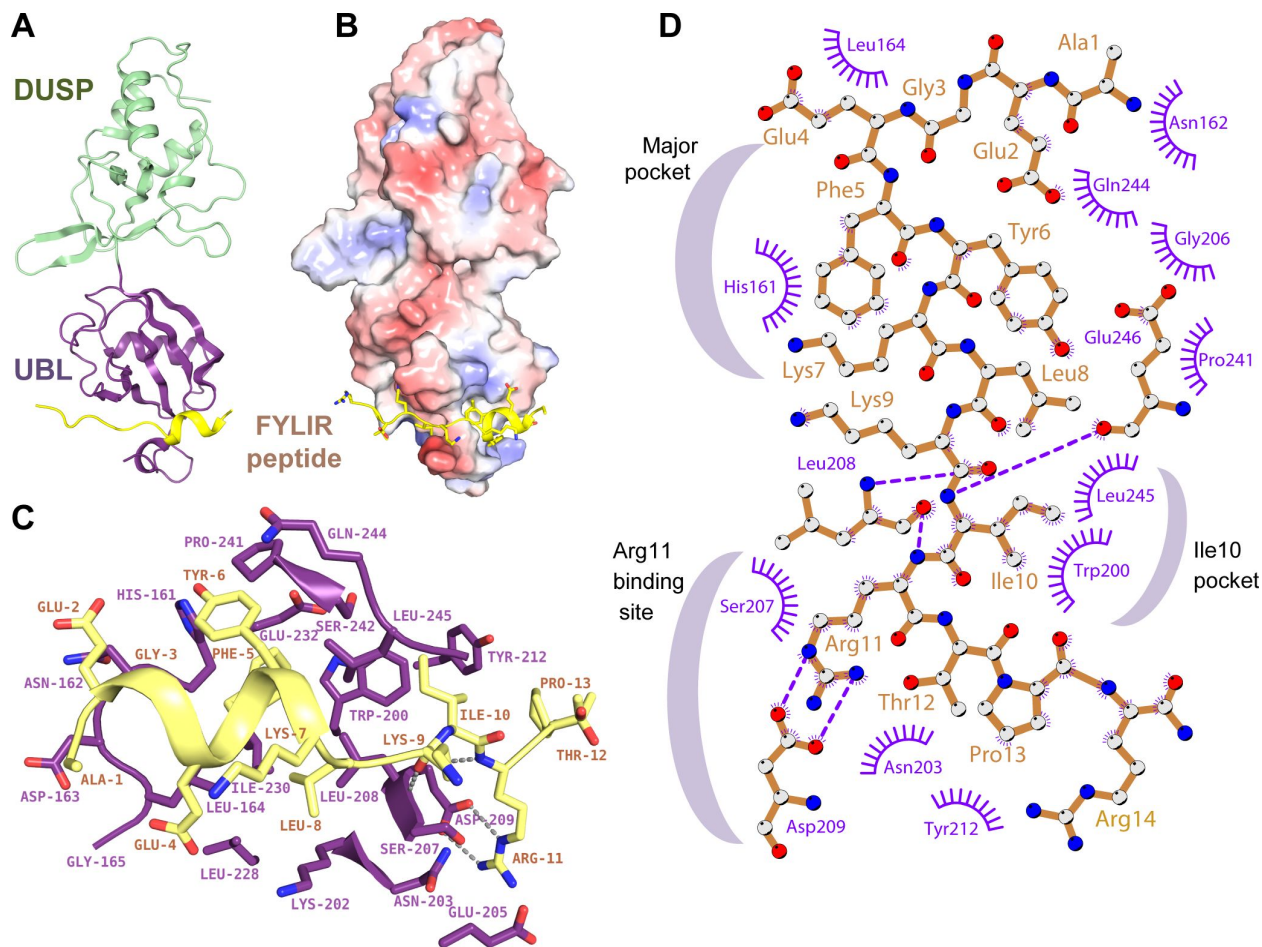 A
DUSP
UBL
B
FYLIR
peptide
C
GLN-244
PRO-241
TYR-6
GLU-2
HIS-161
LEU-245
SER-242
GLU-232
GLY-3
PHE-5
TYR-212
ASN-162
PRO-13
TRP-200
ILE-10
LYS-7
LYS-9
THR-12
ALA-1
ASP-163
ILE-230
LEU-164
LEU-208
LEU-8
ASP-209
SER-207
GLU-4
GLY-165
ARG-11
LEU-228
LYS-202
ASN-203
GLU-205
D
Leu164
Ala1
Gly3
Asn162
Glu4
Glu2
Major
pocket
Gln244
Phe5
Tyr6
Gly206
His161
Glu246
Pro241
Lys7
Leu8
Lys9
Leu208
Leu245
Arg11
binding
site
Ile10
pocket
Ile10
Trp200
Ser207
Arg11
Thr12
Pro13
Asn203
Asp209
Tyr212
Arg14